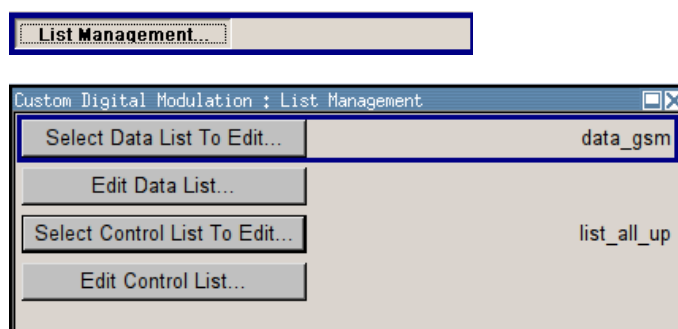 List Management...
Custom Digital Modulation : List Management
Select Data List To Edit... data_gsm
Edit Data List...
Select Control List To Edit... list_all_up
Edit Control List...